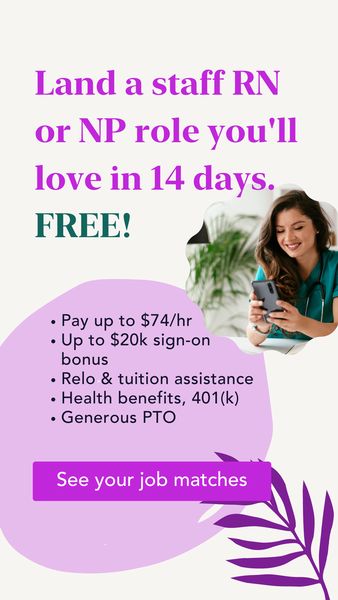 Land a staff RN
or NP role you'll
love in 14 days.
FREE!
• Pay up to $74/hr
• Up to $20k sign-on
bonus
• Relo & tuition assistance
• Health benefits, 401(k)
• Generous PTO
See your job matches